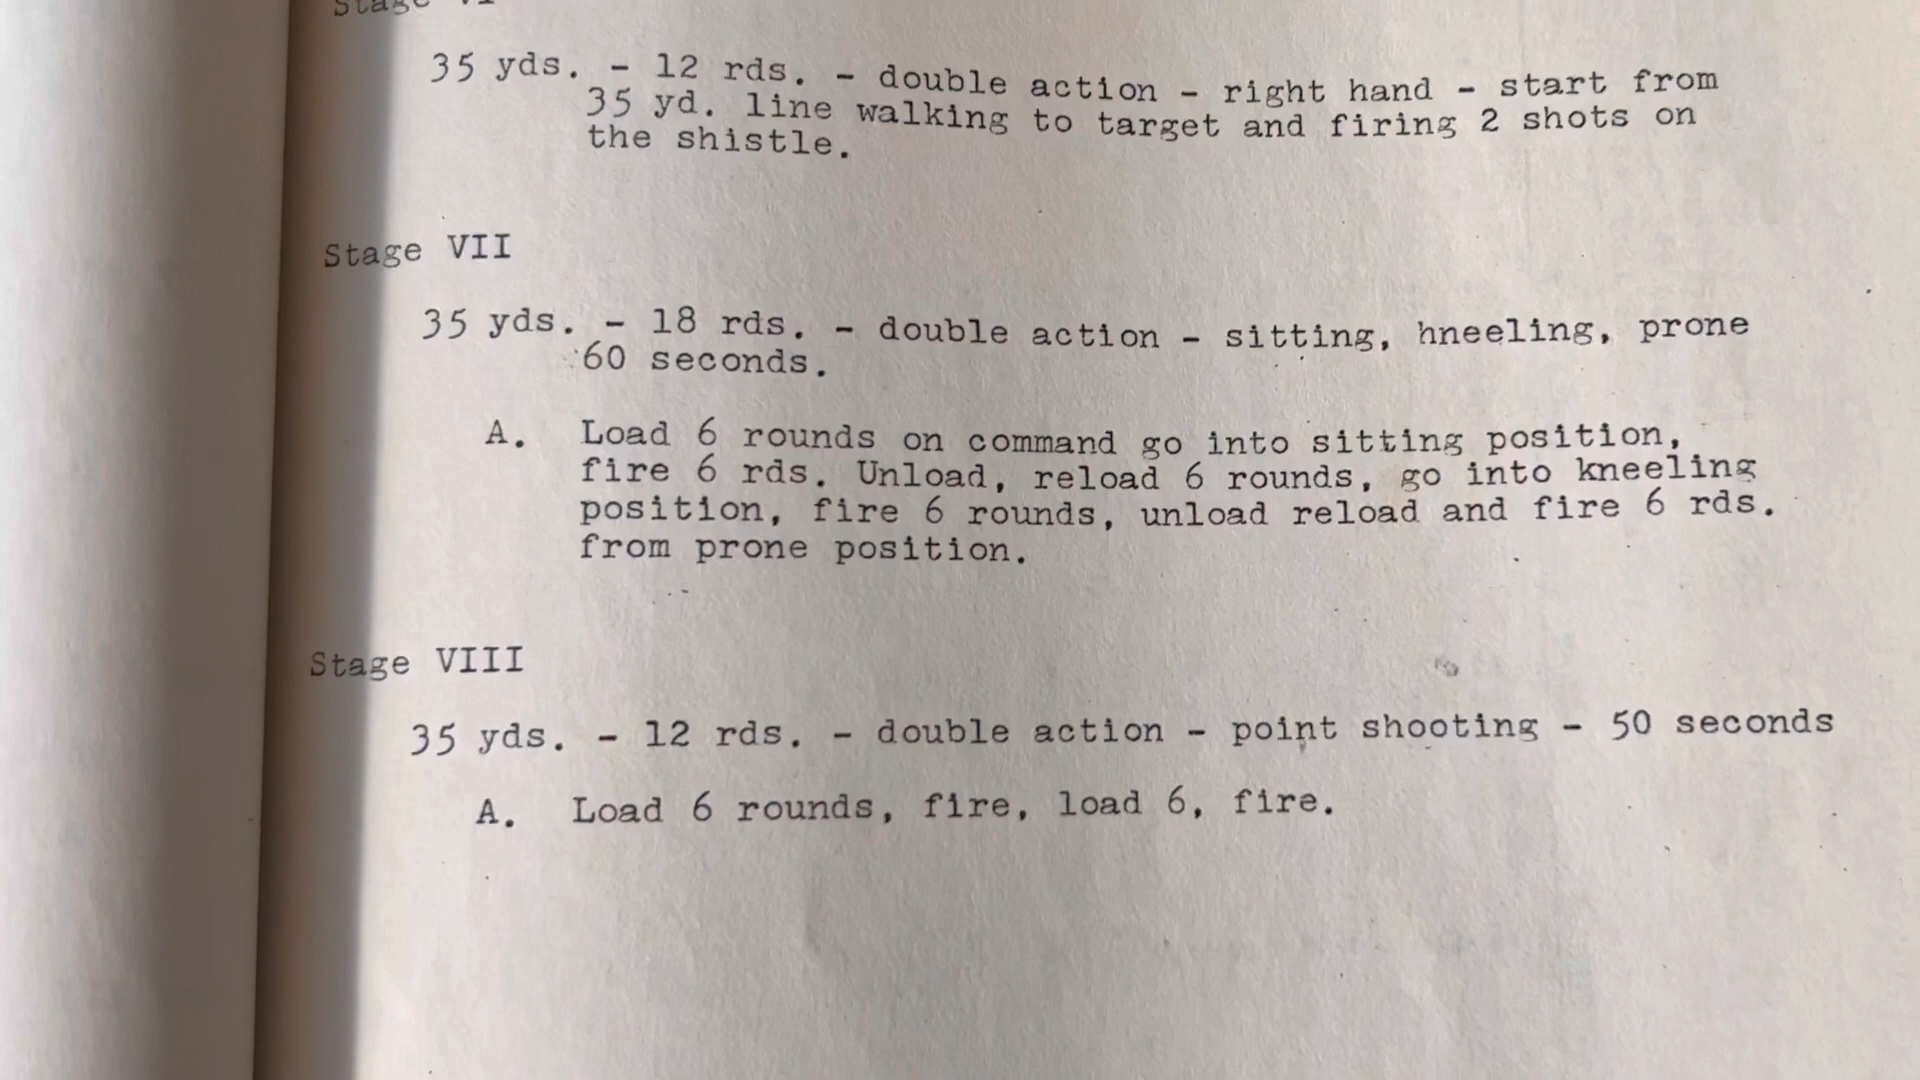 Stage VI
35 yds. - 12 rds. - double action - right hand - start from
35 yd. line walking to target and firing 2 shots on
the shistle.
Stage VII
35 yds. - 18 rds. - double action - sitting, hneeling, prone
60 seconds.
A. Load 6 rounds on command go into sitting position,
fire 6 rds. Unload, reload 6 rounds, go into kneeling
position, fire 6 rounds, unload reload and fire 6 rds.
from prone position.
Stage VIII
35 yds. - 12 rds. - double action - point shooting - 50 seconds
A. Load 6 rounds, fire, load 6, fire.